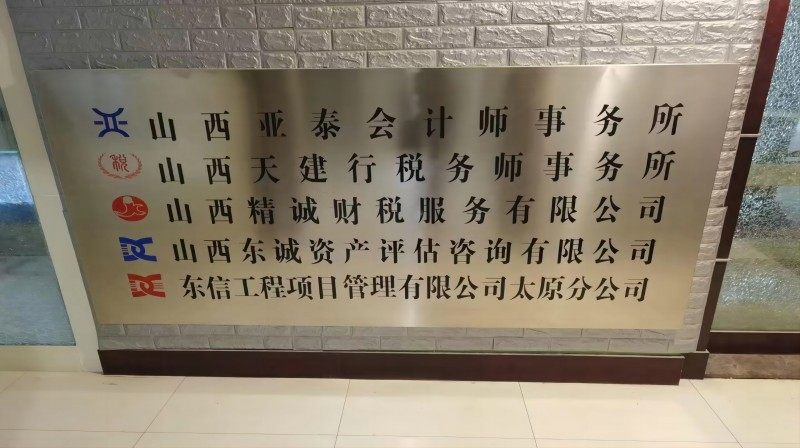 山西亚泰会计师事务所
税
山西天建行税务师事务所
山西精诚财税服务有限公司
山西东诚资产评估咨询有限公司
东信工程项目管理有限公司太原分公司